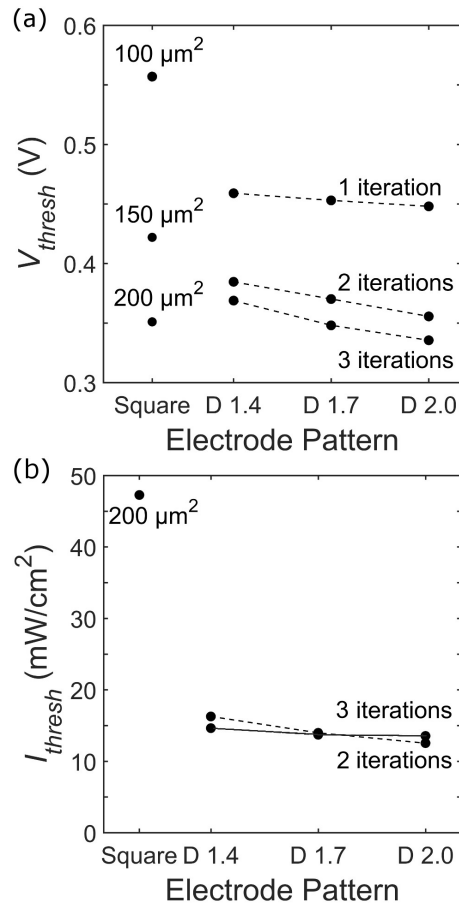 (a)
0.6
0.5
0.4
0.3
V_thresh (V)
100 µm²
150 µm²
200 µm²
1 iteration
2 iterations
3 iterations
Square D 1.4 D 1.7 D 2.0
Electrode Pattern
(b)
50
40
30
20
10
0
I_thresh (mW/cm²)
200 µm²
3 iterations
2 iterations
Square D 1.4 D 1.7 D 2.0
Electrode Pattern